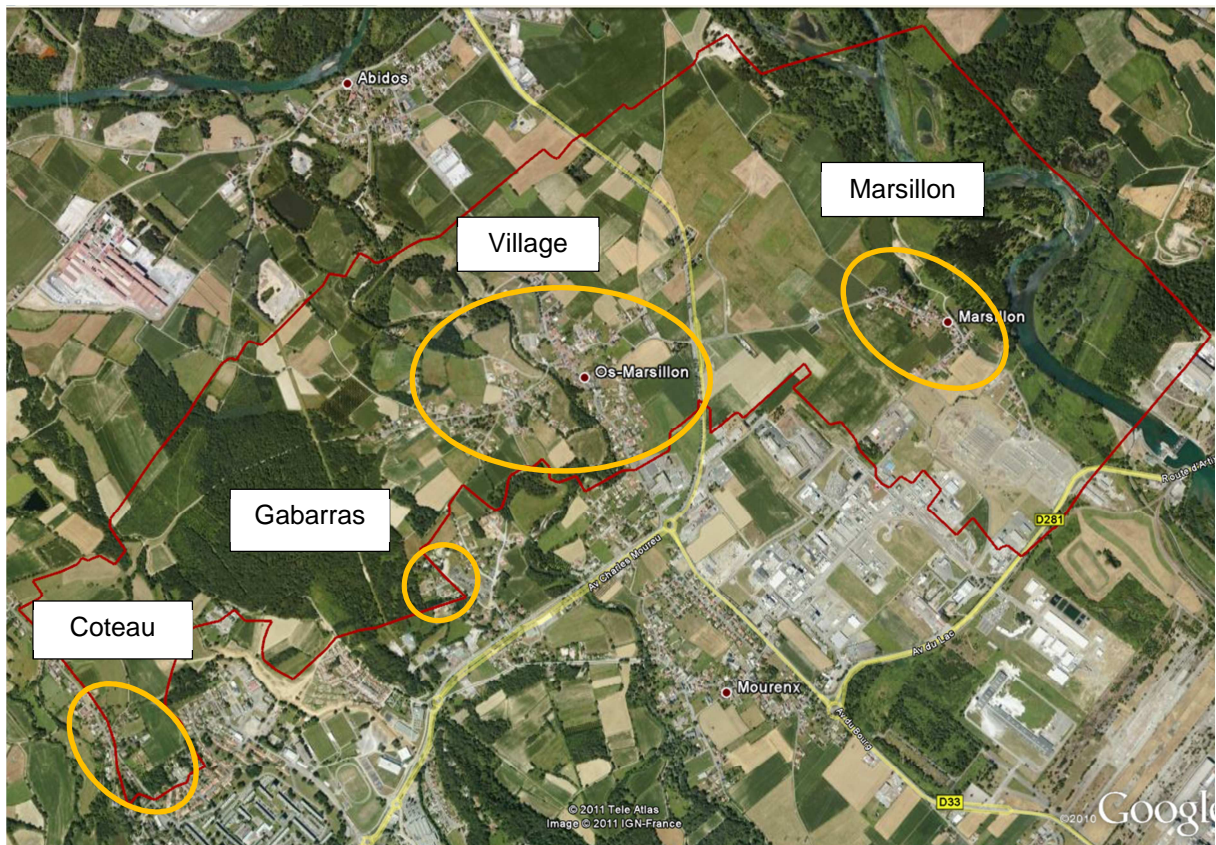 Abidos
Marsillon
Village
Marsillon
Os-Marsillon
Route d'Artix
Gabarras
D281
Av Charles Moureu
Coteau
Av du Lac
Mourenx
Av du Bourg
D33
© 2011 Tele Atlas
Image © 2011 IGN-France
©2010 Google